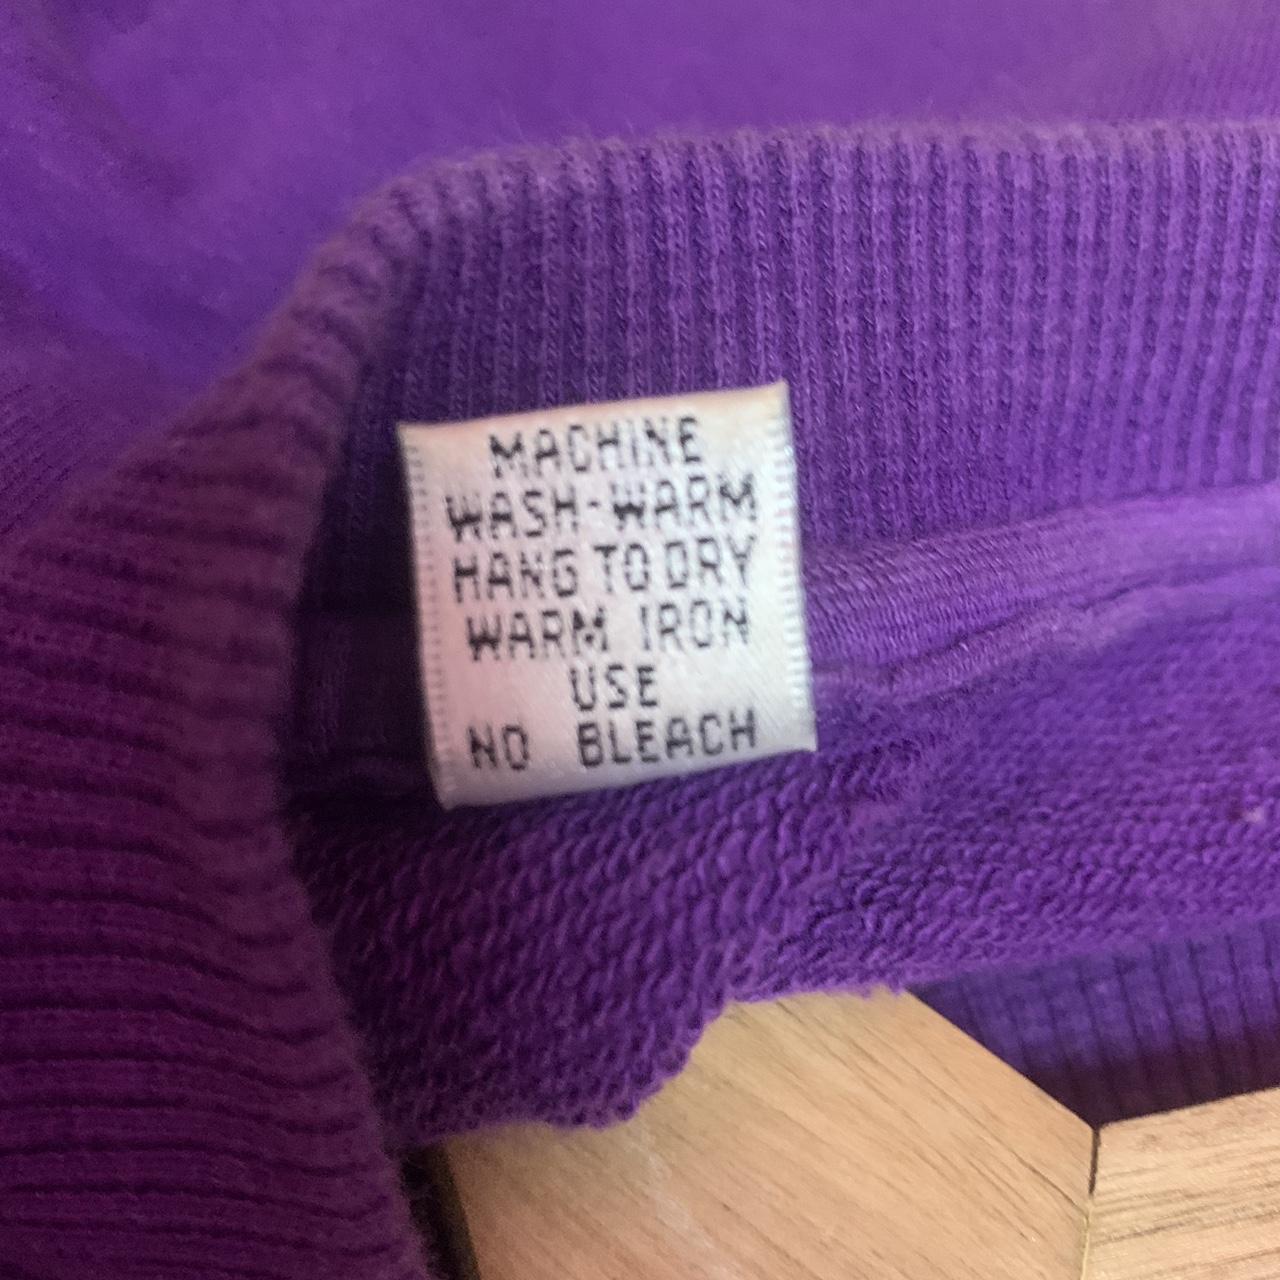 MACHINE
WASH-WARM
HANG TO DRY
WARM IRON
USE
NO BLEACH